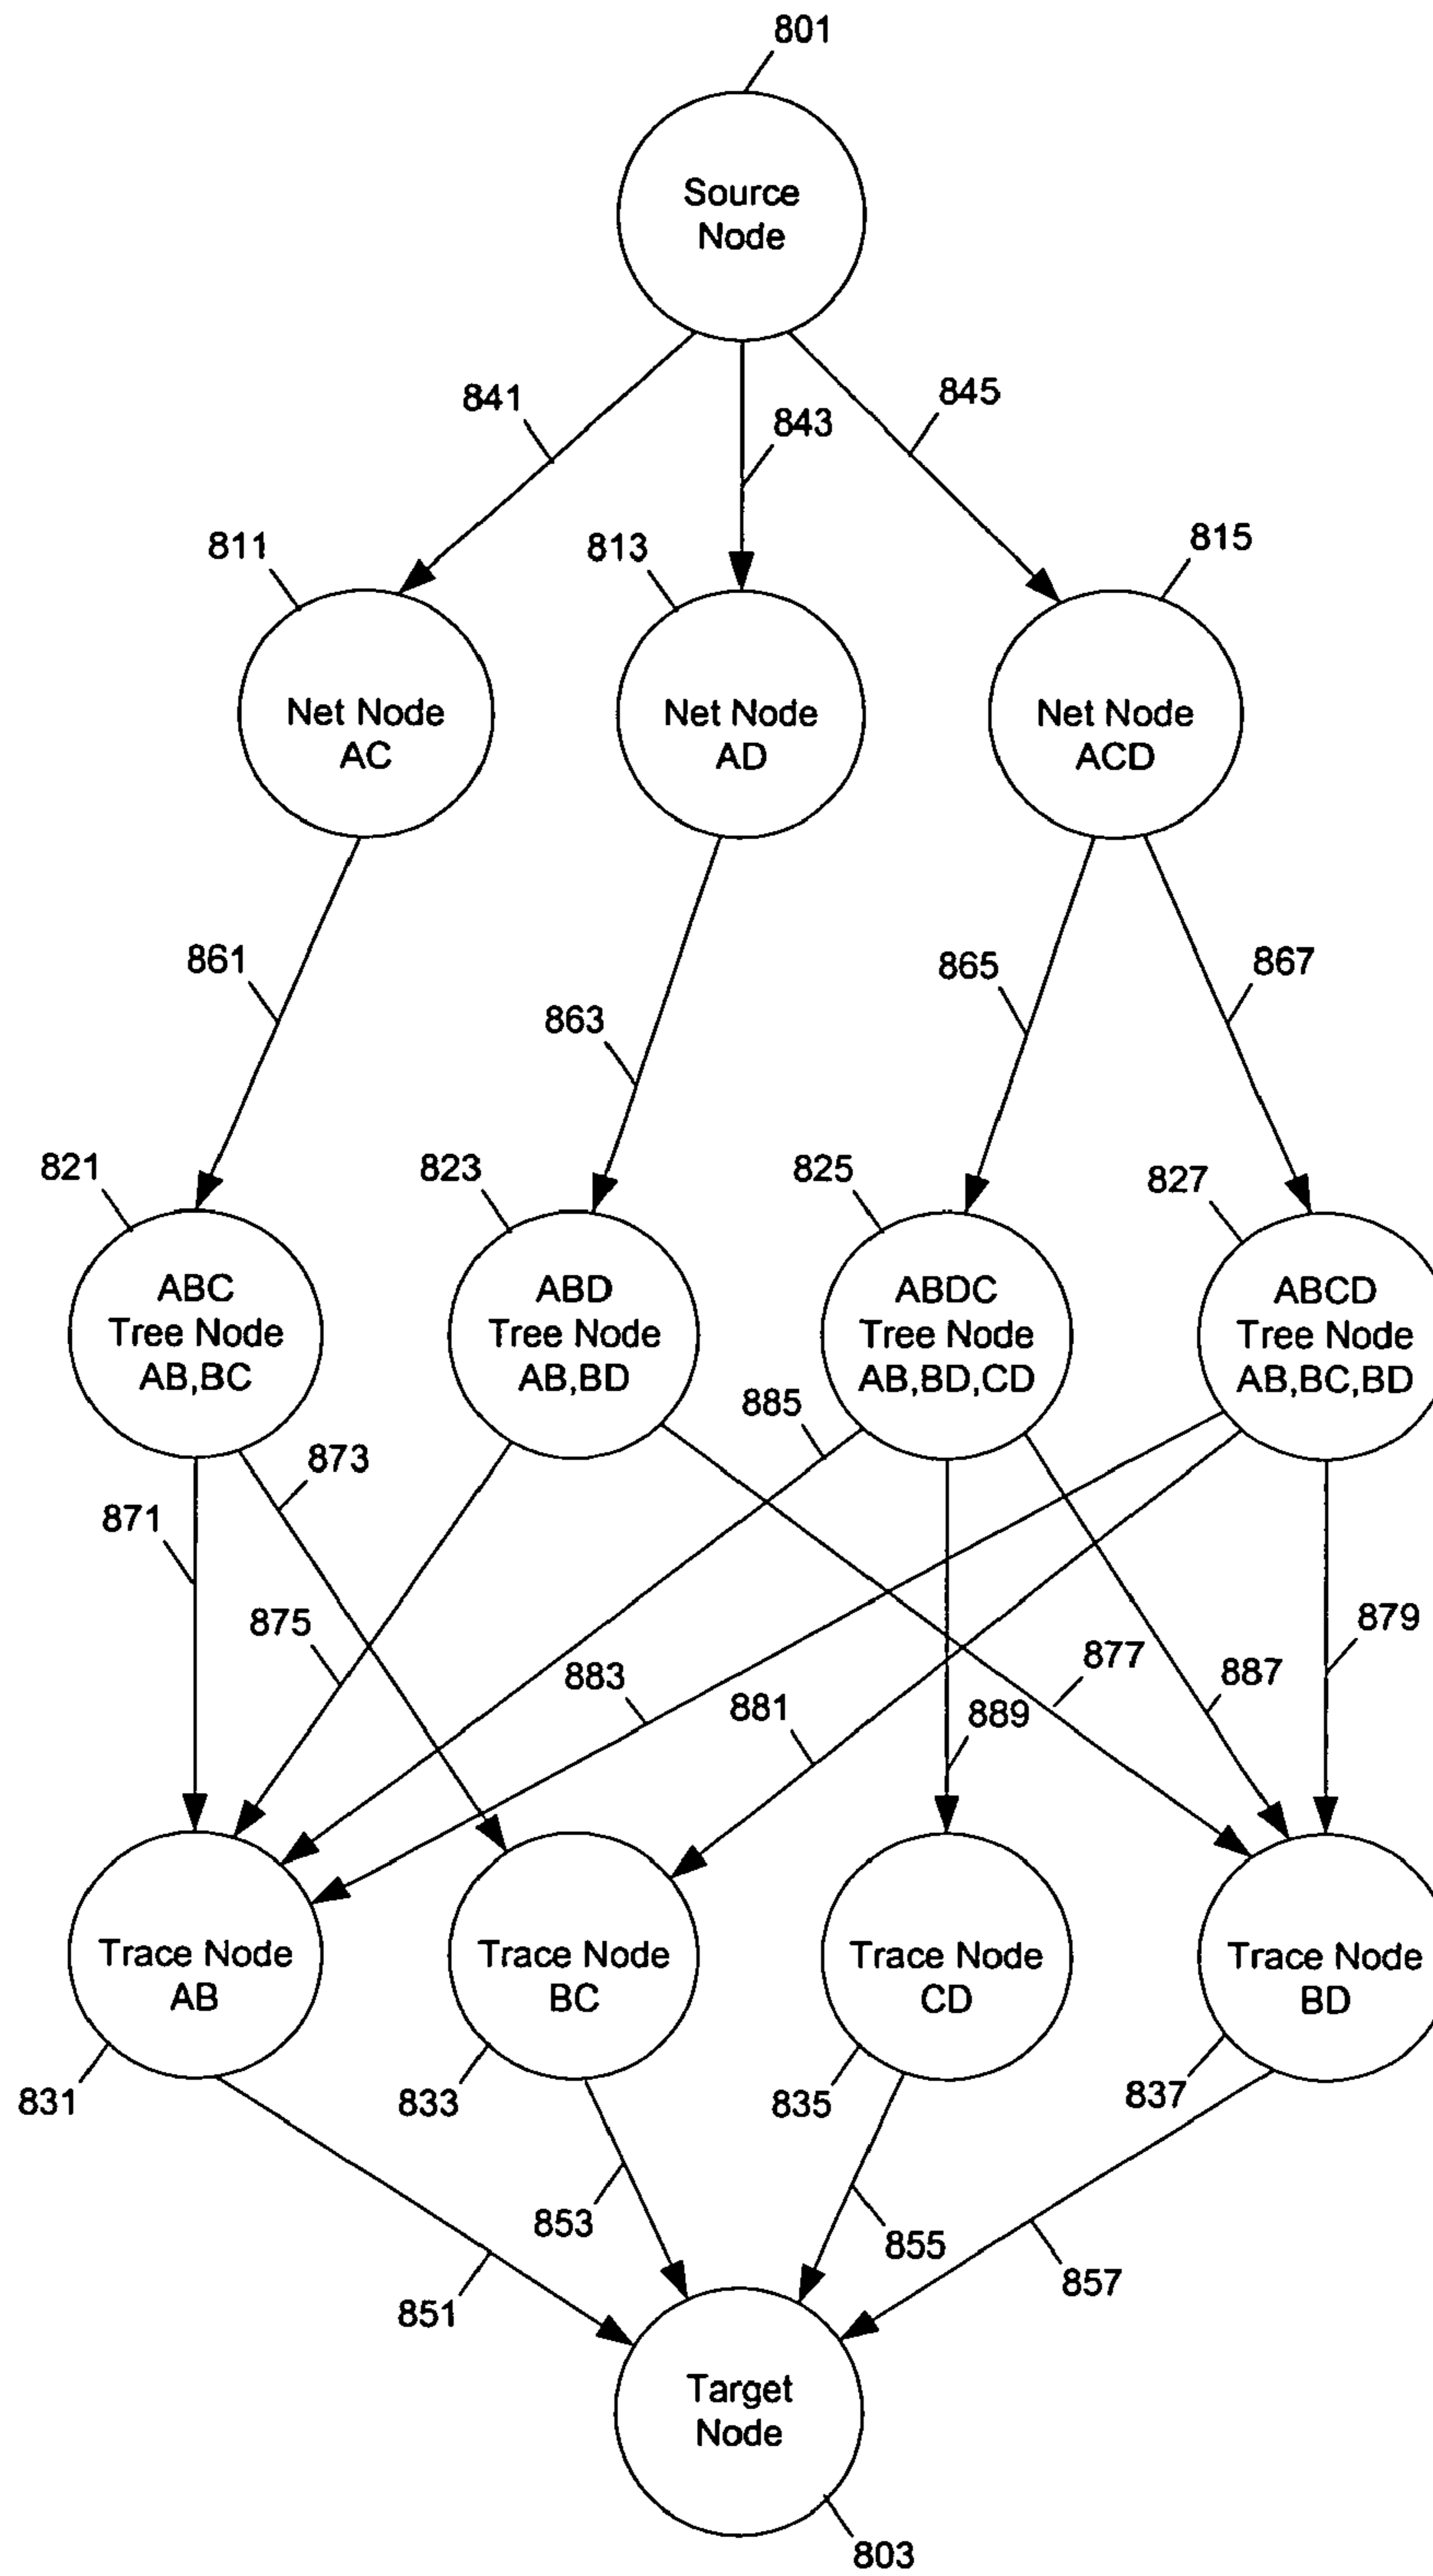 801
Source
Node
841
843
845
811
813
815
Net Node
AC
Net Node
AD
Net Node
ACD
861
863
865
867
821
823
825
827
ABC
Tree Node
AB,BC
ABD
Tree Node
AB,BD
ABDC
Tree Node
AB,BD,CD
ABCD
Tree Node
AB,BC,BD
885
873
871
875
883
881
889
877
887
879
Trace Node
AB
Trace Node
BC
Trace Node
CD
Trace Node
BD
831
833
835
837
853
855
851
857
Target
Node
803